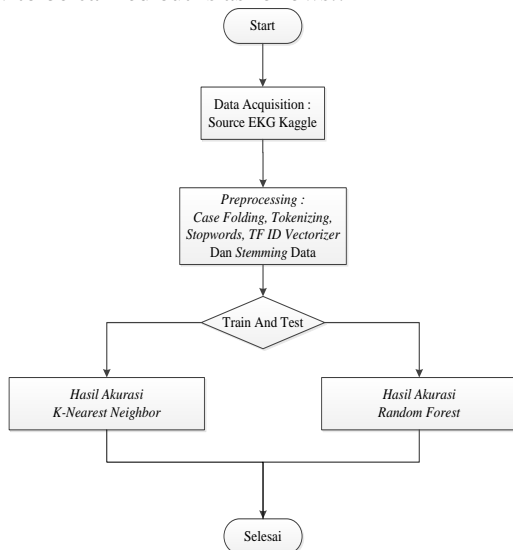 Start
Data Acquisition :
Source EKG Kaggle
Preprocessing :
Case Folding, Tokenizing,
Stopwords, TF ID Vectorizer
Dan Stemming Data
Train And Test
Hasil Akurasi
K-Nearest Neighbor
Hasil Akurasi
Random Forest
Selesai